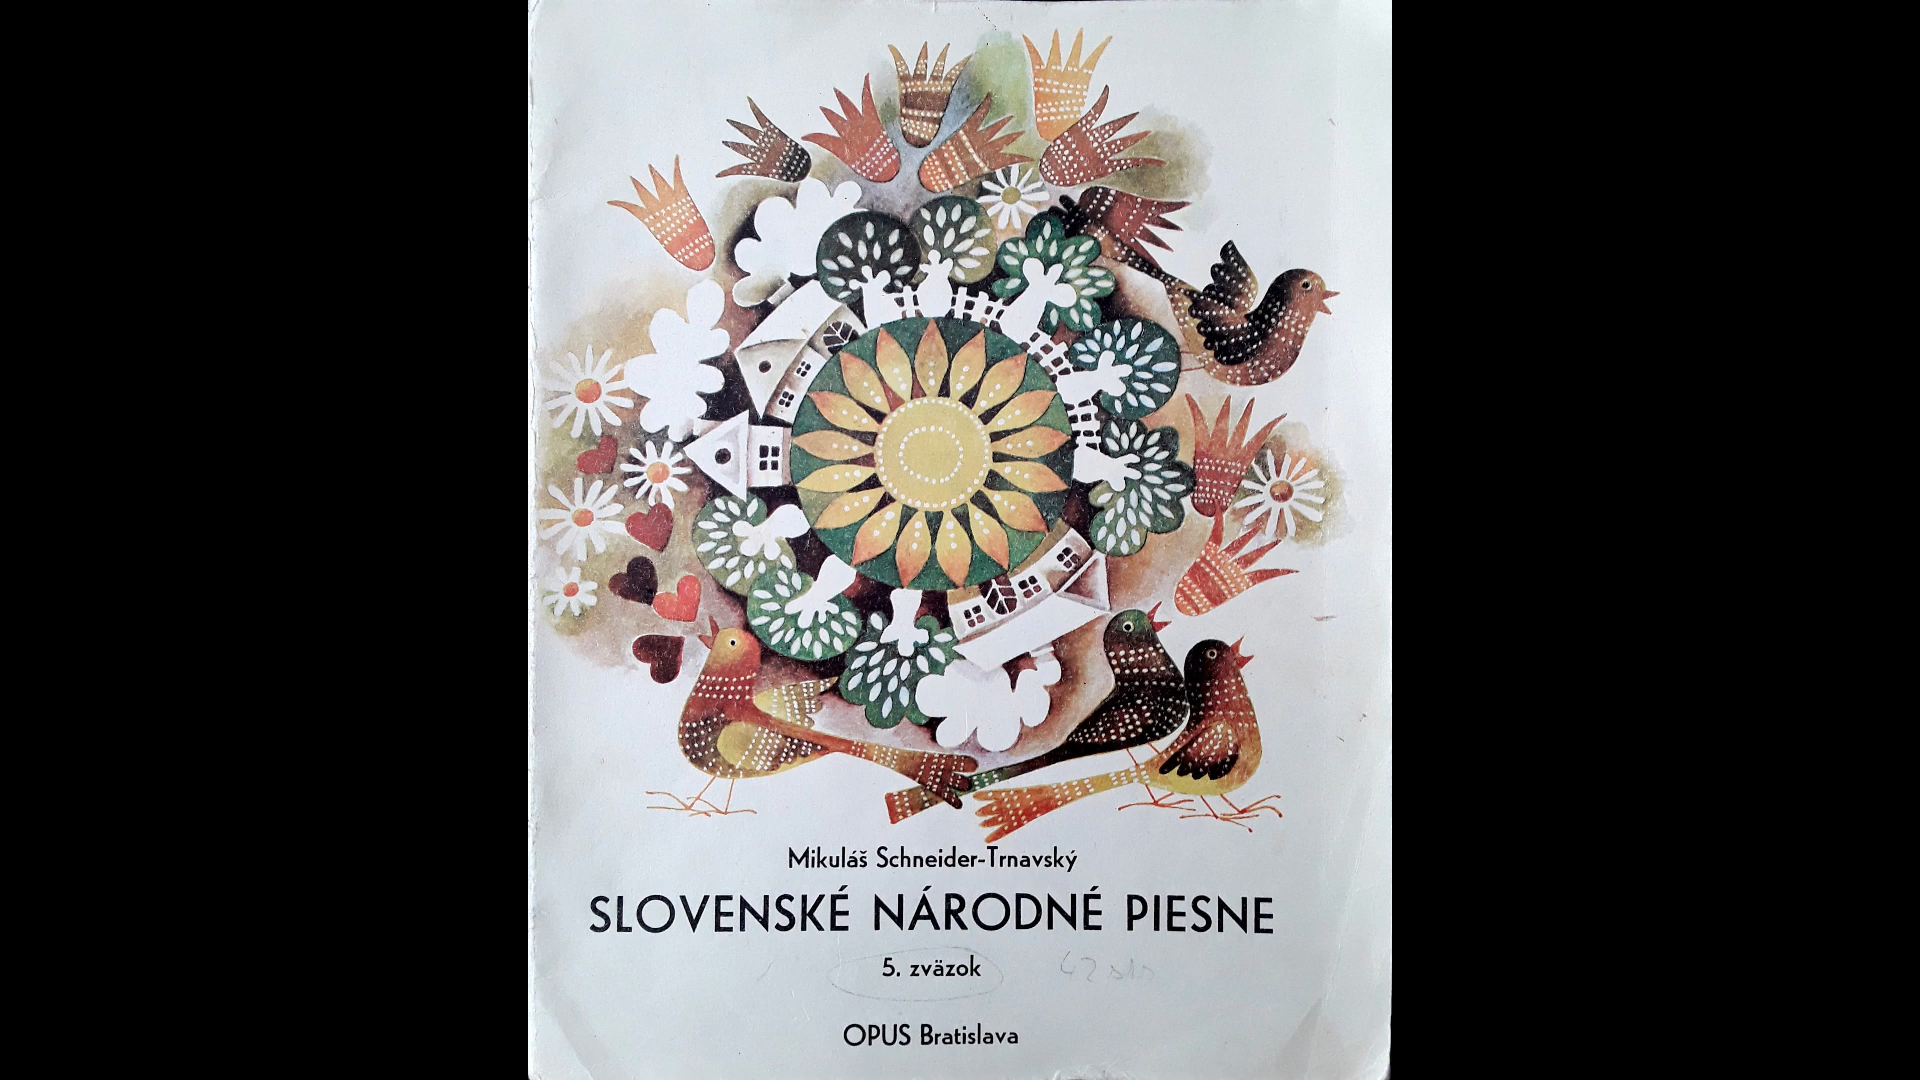 Mikuláš Schneider-Trnavský
SLOVENSKÉ NÁRODNÉ PIESNE
5. zväzok
OPUS Bratislava